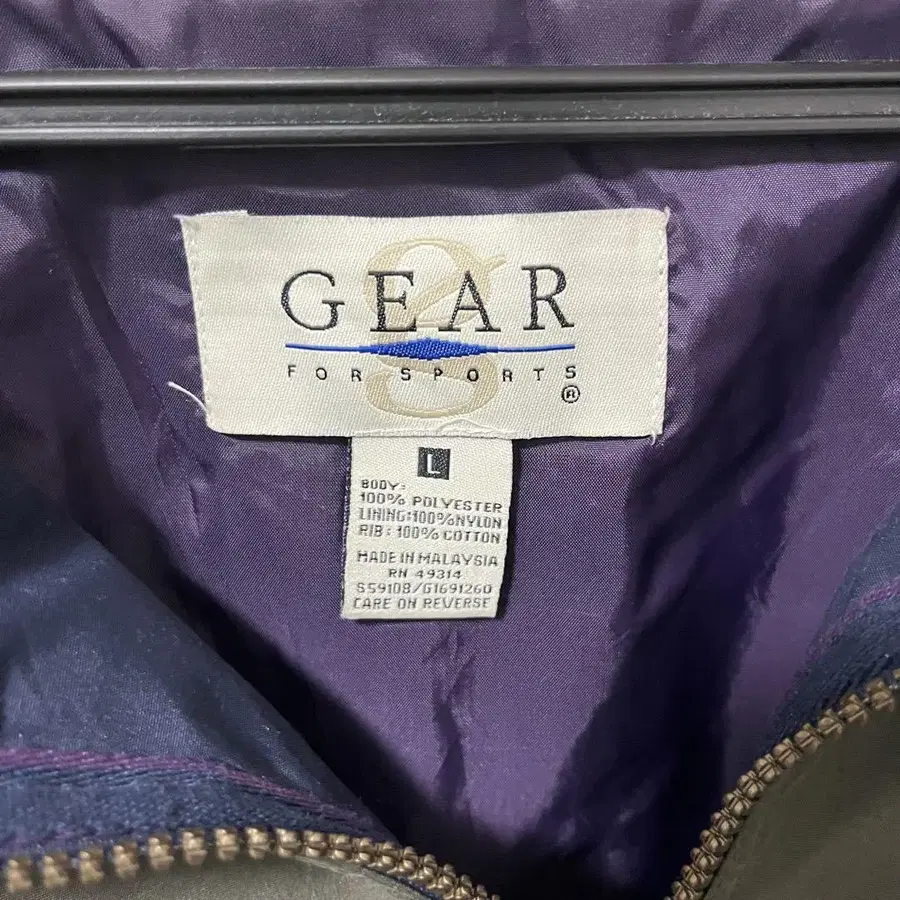 GEAR
FOR SPORTS
®
L
BODY:
100% POLYESTER
LINING:100%NYLON
RIB: 100% COTTON
MADE IN MALAYSIA
RN 49314
S5910B/G1691260
CARE ON REVERSE